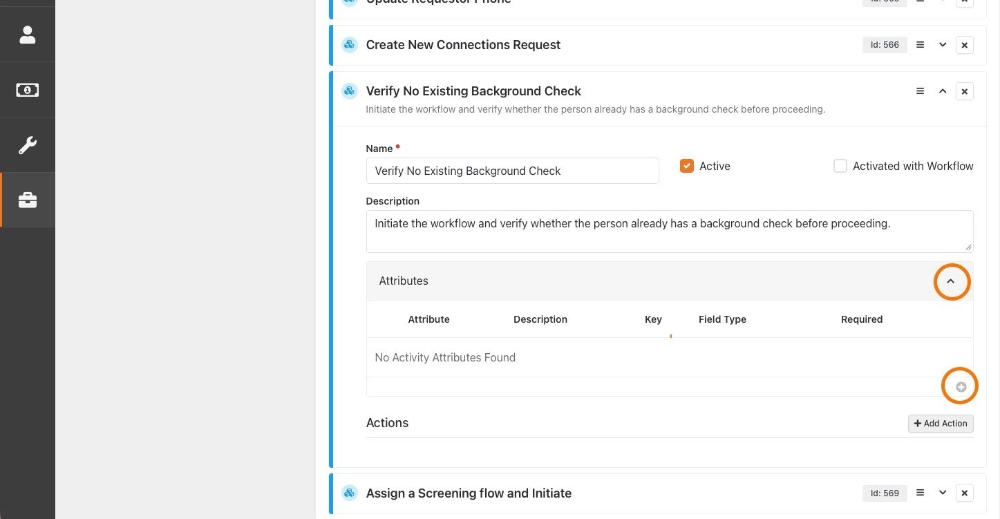 Update Requestor Phone
Create New Connections Request
Id: 566
Verify No Existing Background Check
Initiate the workflow and verify whether the person already has a background check before proceeding.
Name
Verify No Existing Background Check
Active
Activated with Workflow
Description
Initiate the workflow and verify whether the person already has a background check before proceeding.
Attributes
Attribute Description Key Field Type Required
No Activity Attributes Found
Actions
Add Action
Assign a Screening flow and Initiate
Id: 569